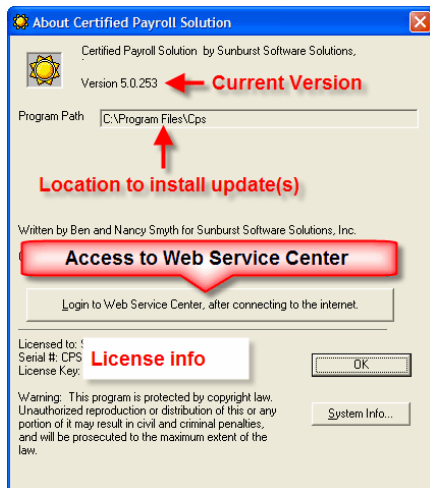 About Certified Payroll Solution
Certified Payroll Solution by Sunburst Software Solutions,
Version 5.0.253
Current Version
Program Path
C:\Program Files\Cps
Location to install update(s)
Written by Ben and Nancy Smyth for Sunburst Software Solutions, Inc.
Access to Web Service Center
Login to Web Service Center, after connecting to the internet.
Licensed to:
Serial #: CPS
License Key:
License info
OK
Warning: This program is protected by copyright law.
Unauthorized reproduction or distribution of this or any
portion of it may result in civil and criminal penalties,
and will be prosecuted to the maximum extent of the
law.
System Info...